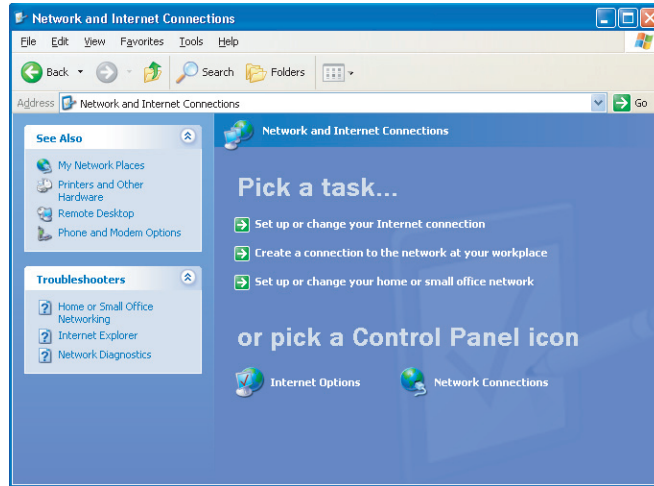 Network and Internet Connections
File Edit View Favorites Tools Help
Back Search Folders
Address Network and Internet Connections Go
See Also
My Network Places
Printers and Other
Hardware
Remote Desktop
Phone and Modem Options
Troubleshooters
Home or Small Office
Networking
Internet Explorer
Network Diagnostics
Network and Internet Connections
Pick a task...
Set up or change your Internet connection
Create a connection to the network at your workplace
Set up or change your home or small office network
or pick a Control Panel icon
Internet Options Network Connections